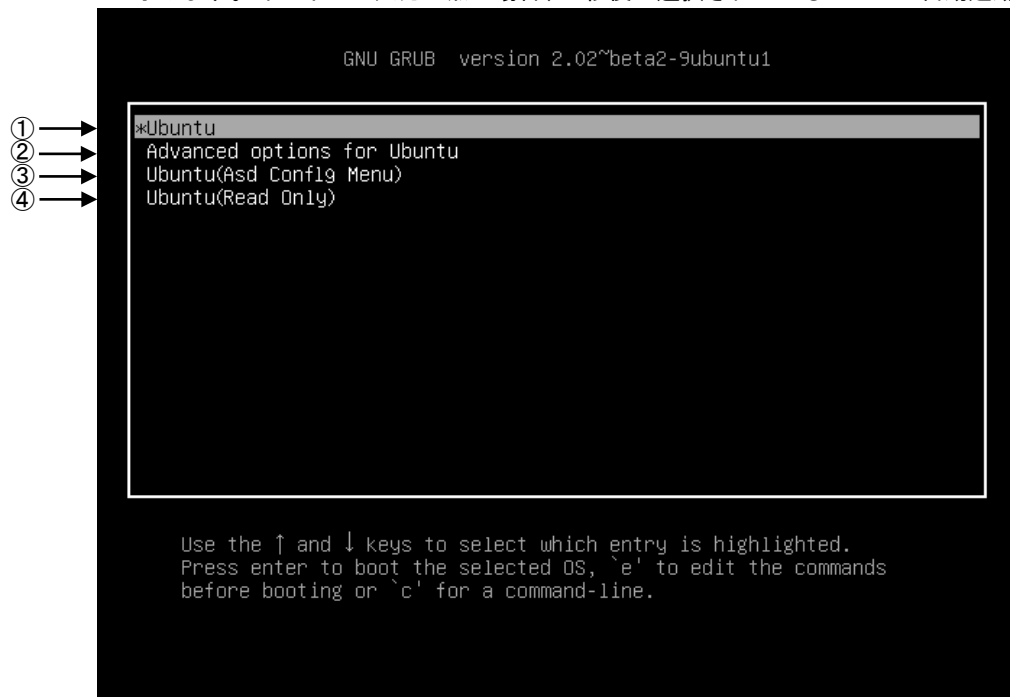 GNU GRUB version 2.02~beta2-9ubuntu1
① *Ubuntu
② Advanced options for Ubuntu
③ Ubuntu(Asd Conflg Menu)
④ Ubuntu(Read Only)
Use the ↑ and ↓ keys to select which entry is highlighted.
Press enter to boot the selected OS, `e' to edit the commands
before booting or `c' for a command-line.